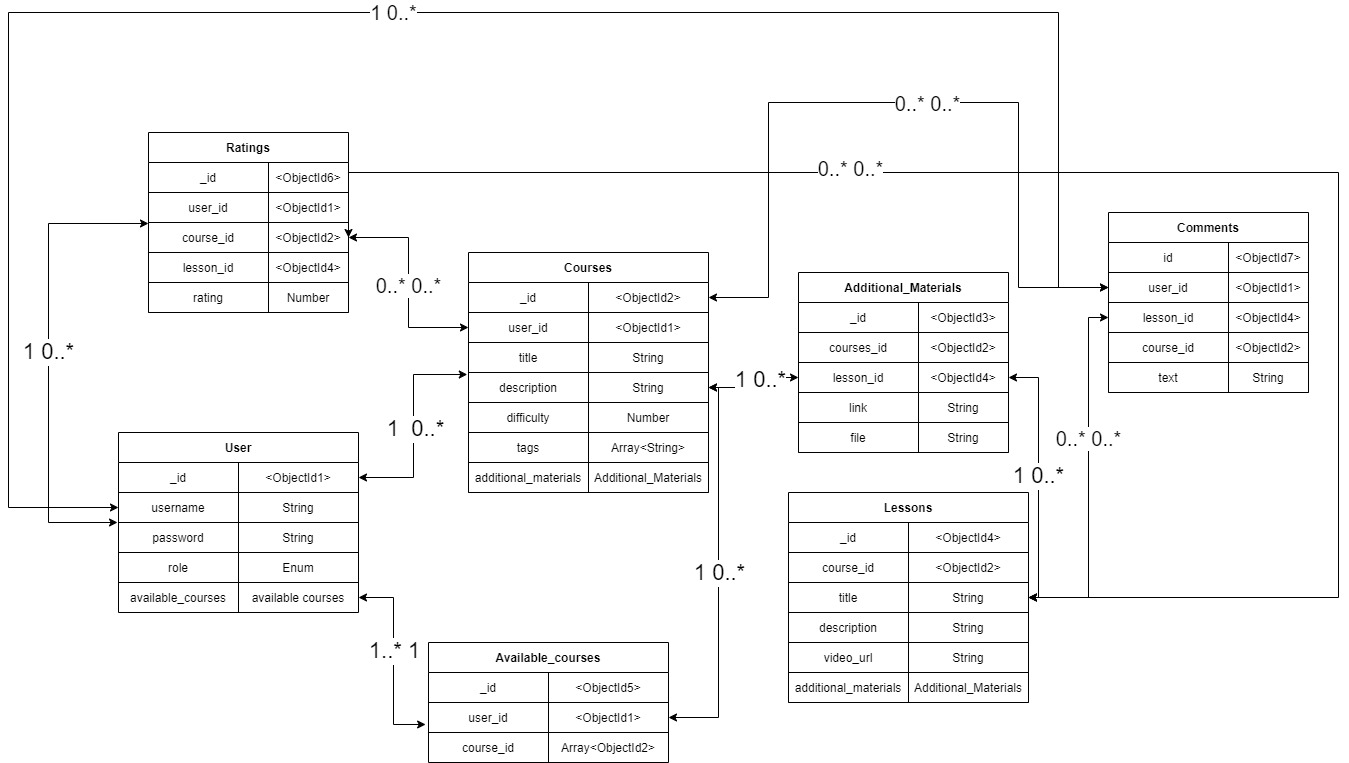 1 0..*
0..* 0..*
0..* 0..*
Ratings
_id <ObjectId6>
user_id <ObjectId1>
course_id <ObjectId2>
lesson_id <ObjectId4>
rating Number
0..* 0..*
1 0..*
Courses
_id <ObjectId2>
user_id <ObjectId1>
title String
description String
difficulty Number
tags Array<String>
additional_materials Additional_Materials
1 0..*
Additional_Materials
_id <ObjectId3>
courses_id <ObjectId2>
lesson_id <ObjectId4>
link String
file String
1 0..*
Comments
id <ObjectId7>
user_id <ObjectId1>
lesson_id <ObjectId4>
course_id <ObjectId2>
text String
0..* 0..*
1 0..*
1 0..*
User
_id <ObjectId1>
username String
password String
role Enum
available_courses available courses
1..* 1
Available_courses
_id <ObjectId5>
user_id <ObjectId1>
course_id Array<ObjectId2>
1 0..*
Lessons
_id <ObjectId4>
course_id <ObjectId2>
title String
description String
video_url String
additional_materials Additional_Materials